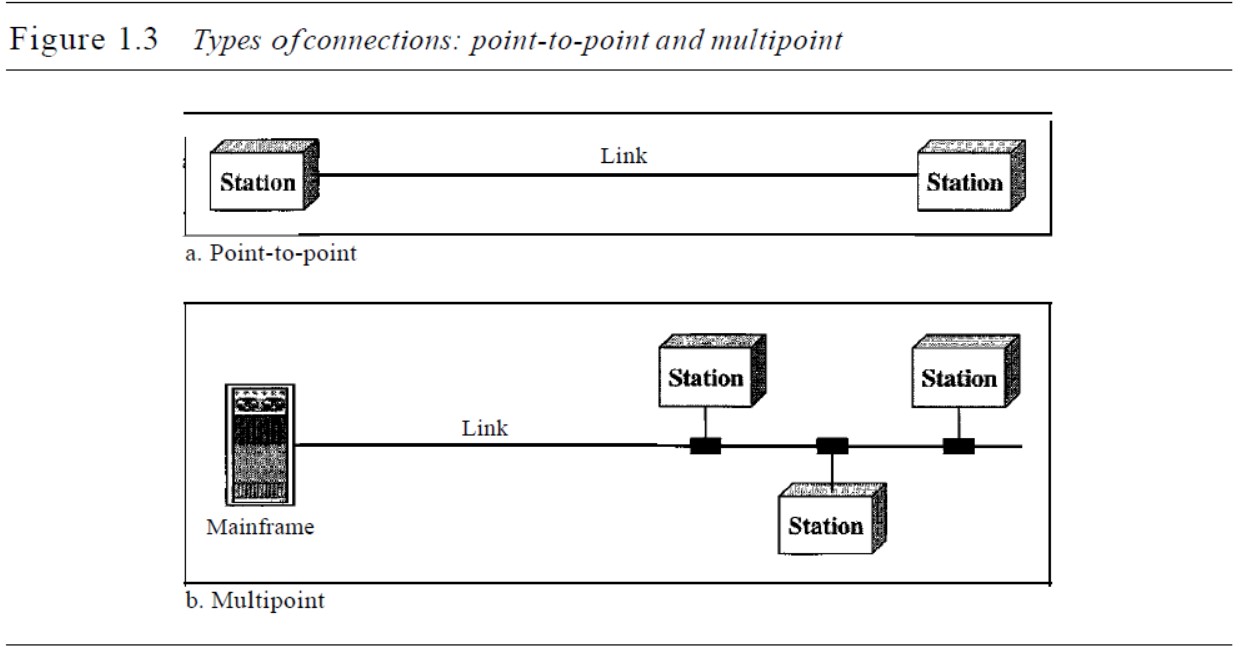 Figure 1.3 Types of connections: point-to-point and multipoint
Link
Station
Station
a. Point-to-point
Station
Station
Link
Station
Mainframe
b. Multipoint